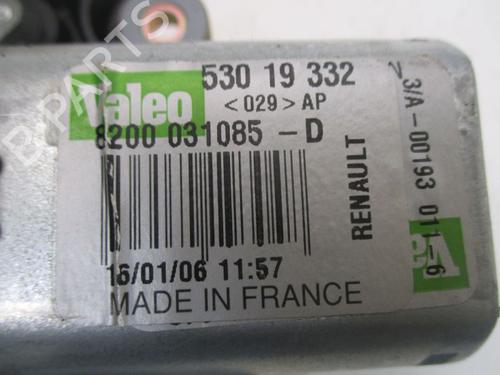 Valeo
530 19 332
<029> AP
8200 031085 - D
RENAULT
16/01/06 11:57
MADE IN FRANCE
3/A-00193 011-6
B-PARTS